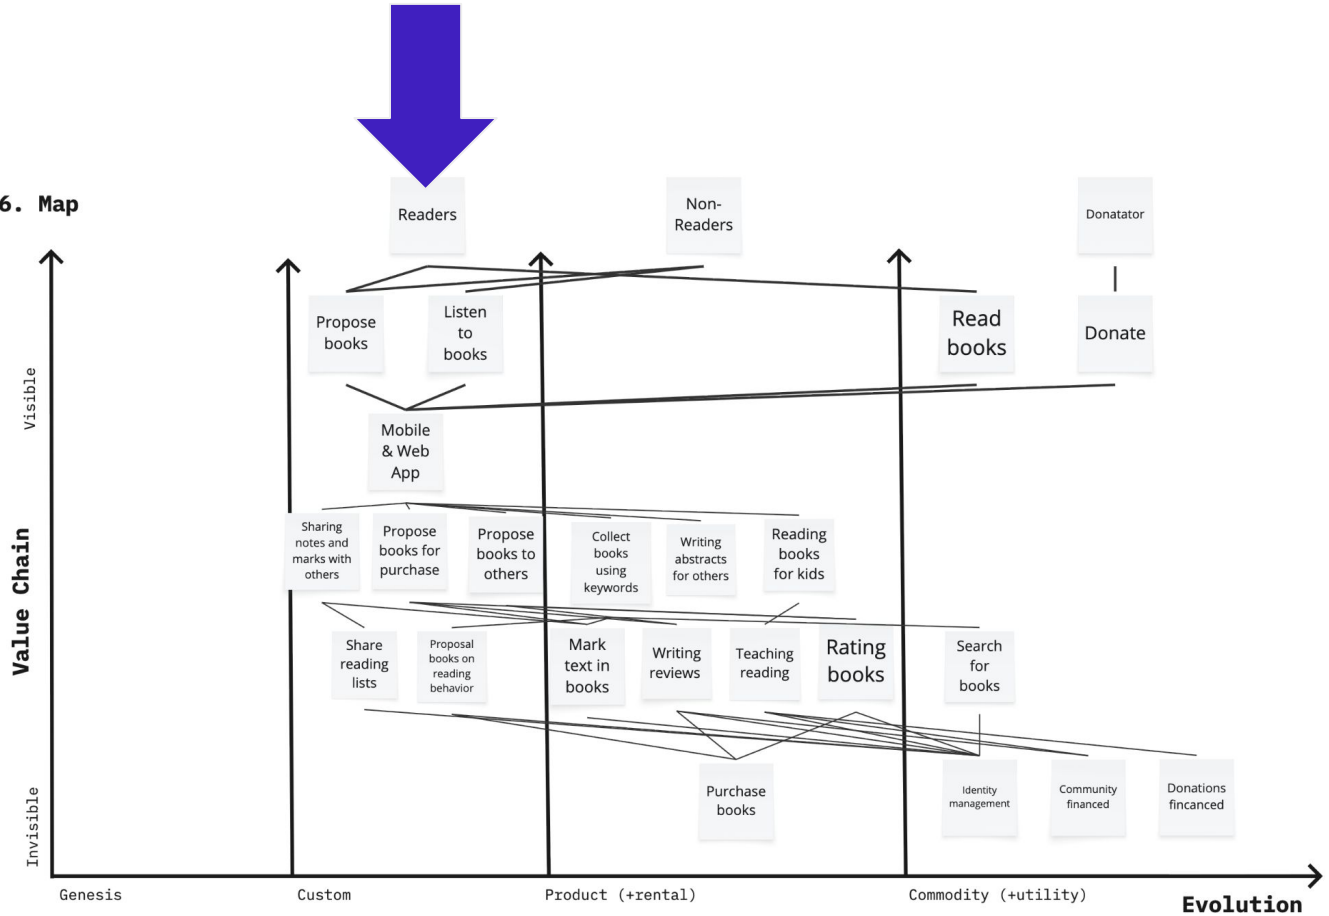 6. Map
Readers
Non-
Readers
Donatator
Propose
books
Listen
to
books
Read
books
Donate
Visible
Mobile
& Web
App
Value Chain
Sharing
notes and
marks with
others
Propose
books for
purchase
Propose
books to
others
Collect
books
using
keywords
Writing
abstracts
for others
Reading
books
for kids
Share
reading
lists
Proposal
books on
reading
behavior
Mark
text in
books
Writing
reviews
Teaching
reading
Rating
books
Search
for
books
Invisible
Purchase
books
Identity
management
Community
financed
Donations
fincanced
Genesis
Custom
Product (+rental)
Commodity (+utility)
Evolution